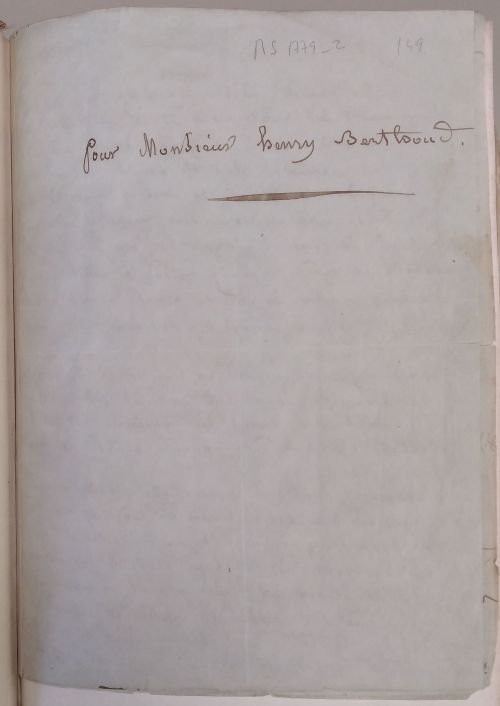 MS 1779-2 149
pour Monsieur henry Berthoud.